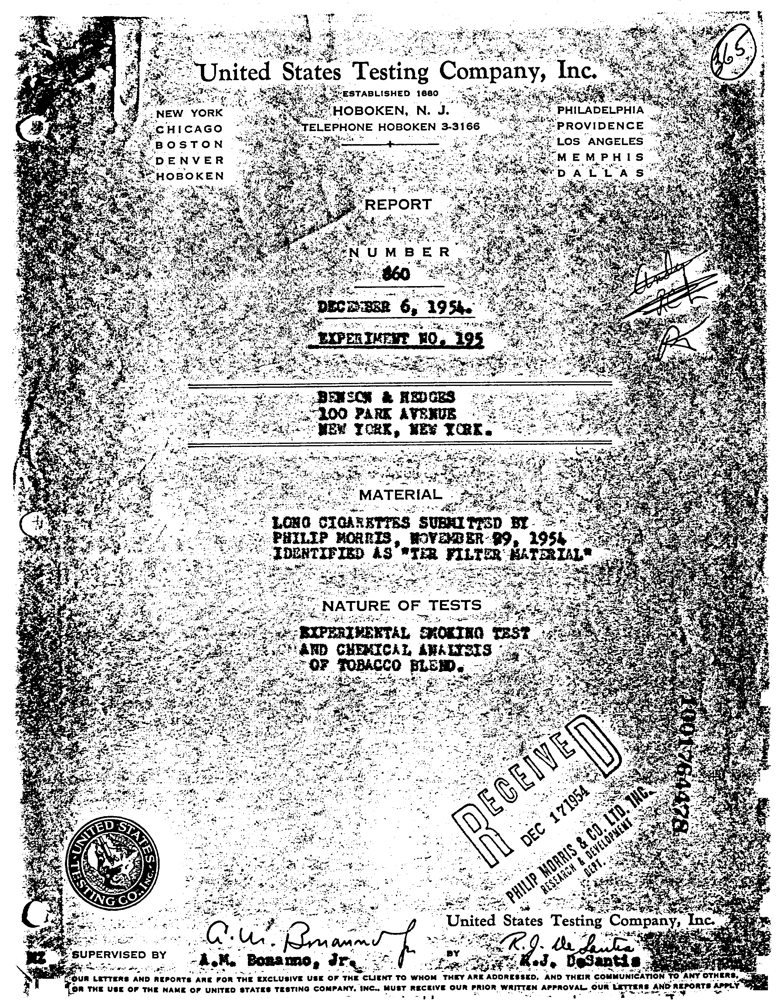 365
United States Testing Company, Inc.
ESTABLISHED 1880
HOBOKEN, N. J.
TELEPHONE HOBOKEN 3-3166
NEW YORK
CHICAGO
BOSTON
DENVER
HOBOKEN
PHILADELPHIA
PROVIDENCE
LOS ANGELES
MEMPHIS
DALLAS
REPORT
NUMBER
860
DECEMBER 6, 1954.
EXPERIMENT NO. 195
Andy
BENSON & HEDGES
100 PARK AVENUE
NEW YORK, NEW YORK.
MATERIAL
LONG CIGARETTES SUBMITTED BY
PHILIP MORRIS, NOVEMBER 29, 1954
IDENTIFIED AS "TER FILTER MATERIAL"
NATURE OF TESTS
EXPERIMENTAL SMOKING TEST
AND CHEMICAL ANALYSIS
OF TOBACCO BLEND.
RECEIVED
DEC 17 1954
PHILIP MORRIS & CO. LTD. INC.
RESEARCH & DEVELOPMENT
DEPT.
UNITED STATES
TESTING CO. INC.
United States Testing Company, Inc.
SUPERVISED BY
A.M. Bonanno, Jr.
BY
R.J. DeSantis
OUR LETTERS AND REPORTS ARE FOR THE EXCLUSIVE USE OF THE CLIENT TO WHOM THEY ARE ADDRESSED, AND THEIR COMMUNICATION TO ANY OTHERS,
OR THE USE OF THE NAME OF UNITED STATES TESTING COMPANY, INC., MUST RECEIVE OUR PRIOR WRITTEN APPROVAL. OUR LETTERS AND REPORTS APPLY